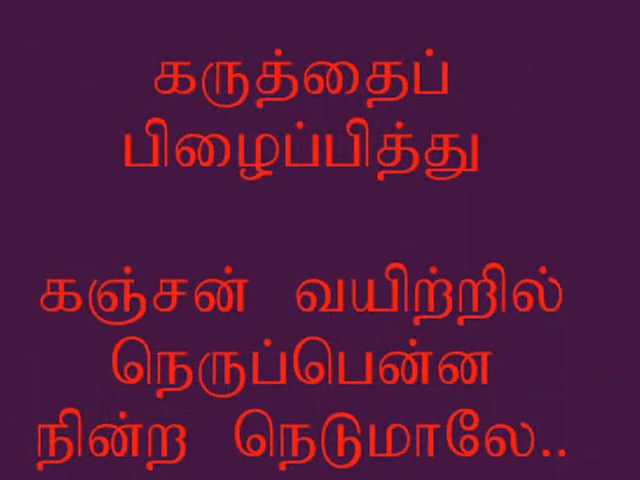 கருத்தைப்
பிழைப்பித்து
கஞ்சன் வயிற்றில்
நெருப்பென்ன
நின்ற நெடுமாலே..